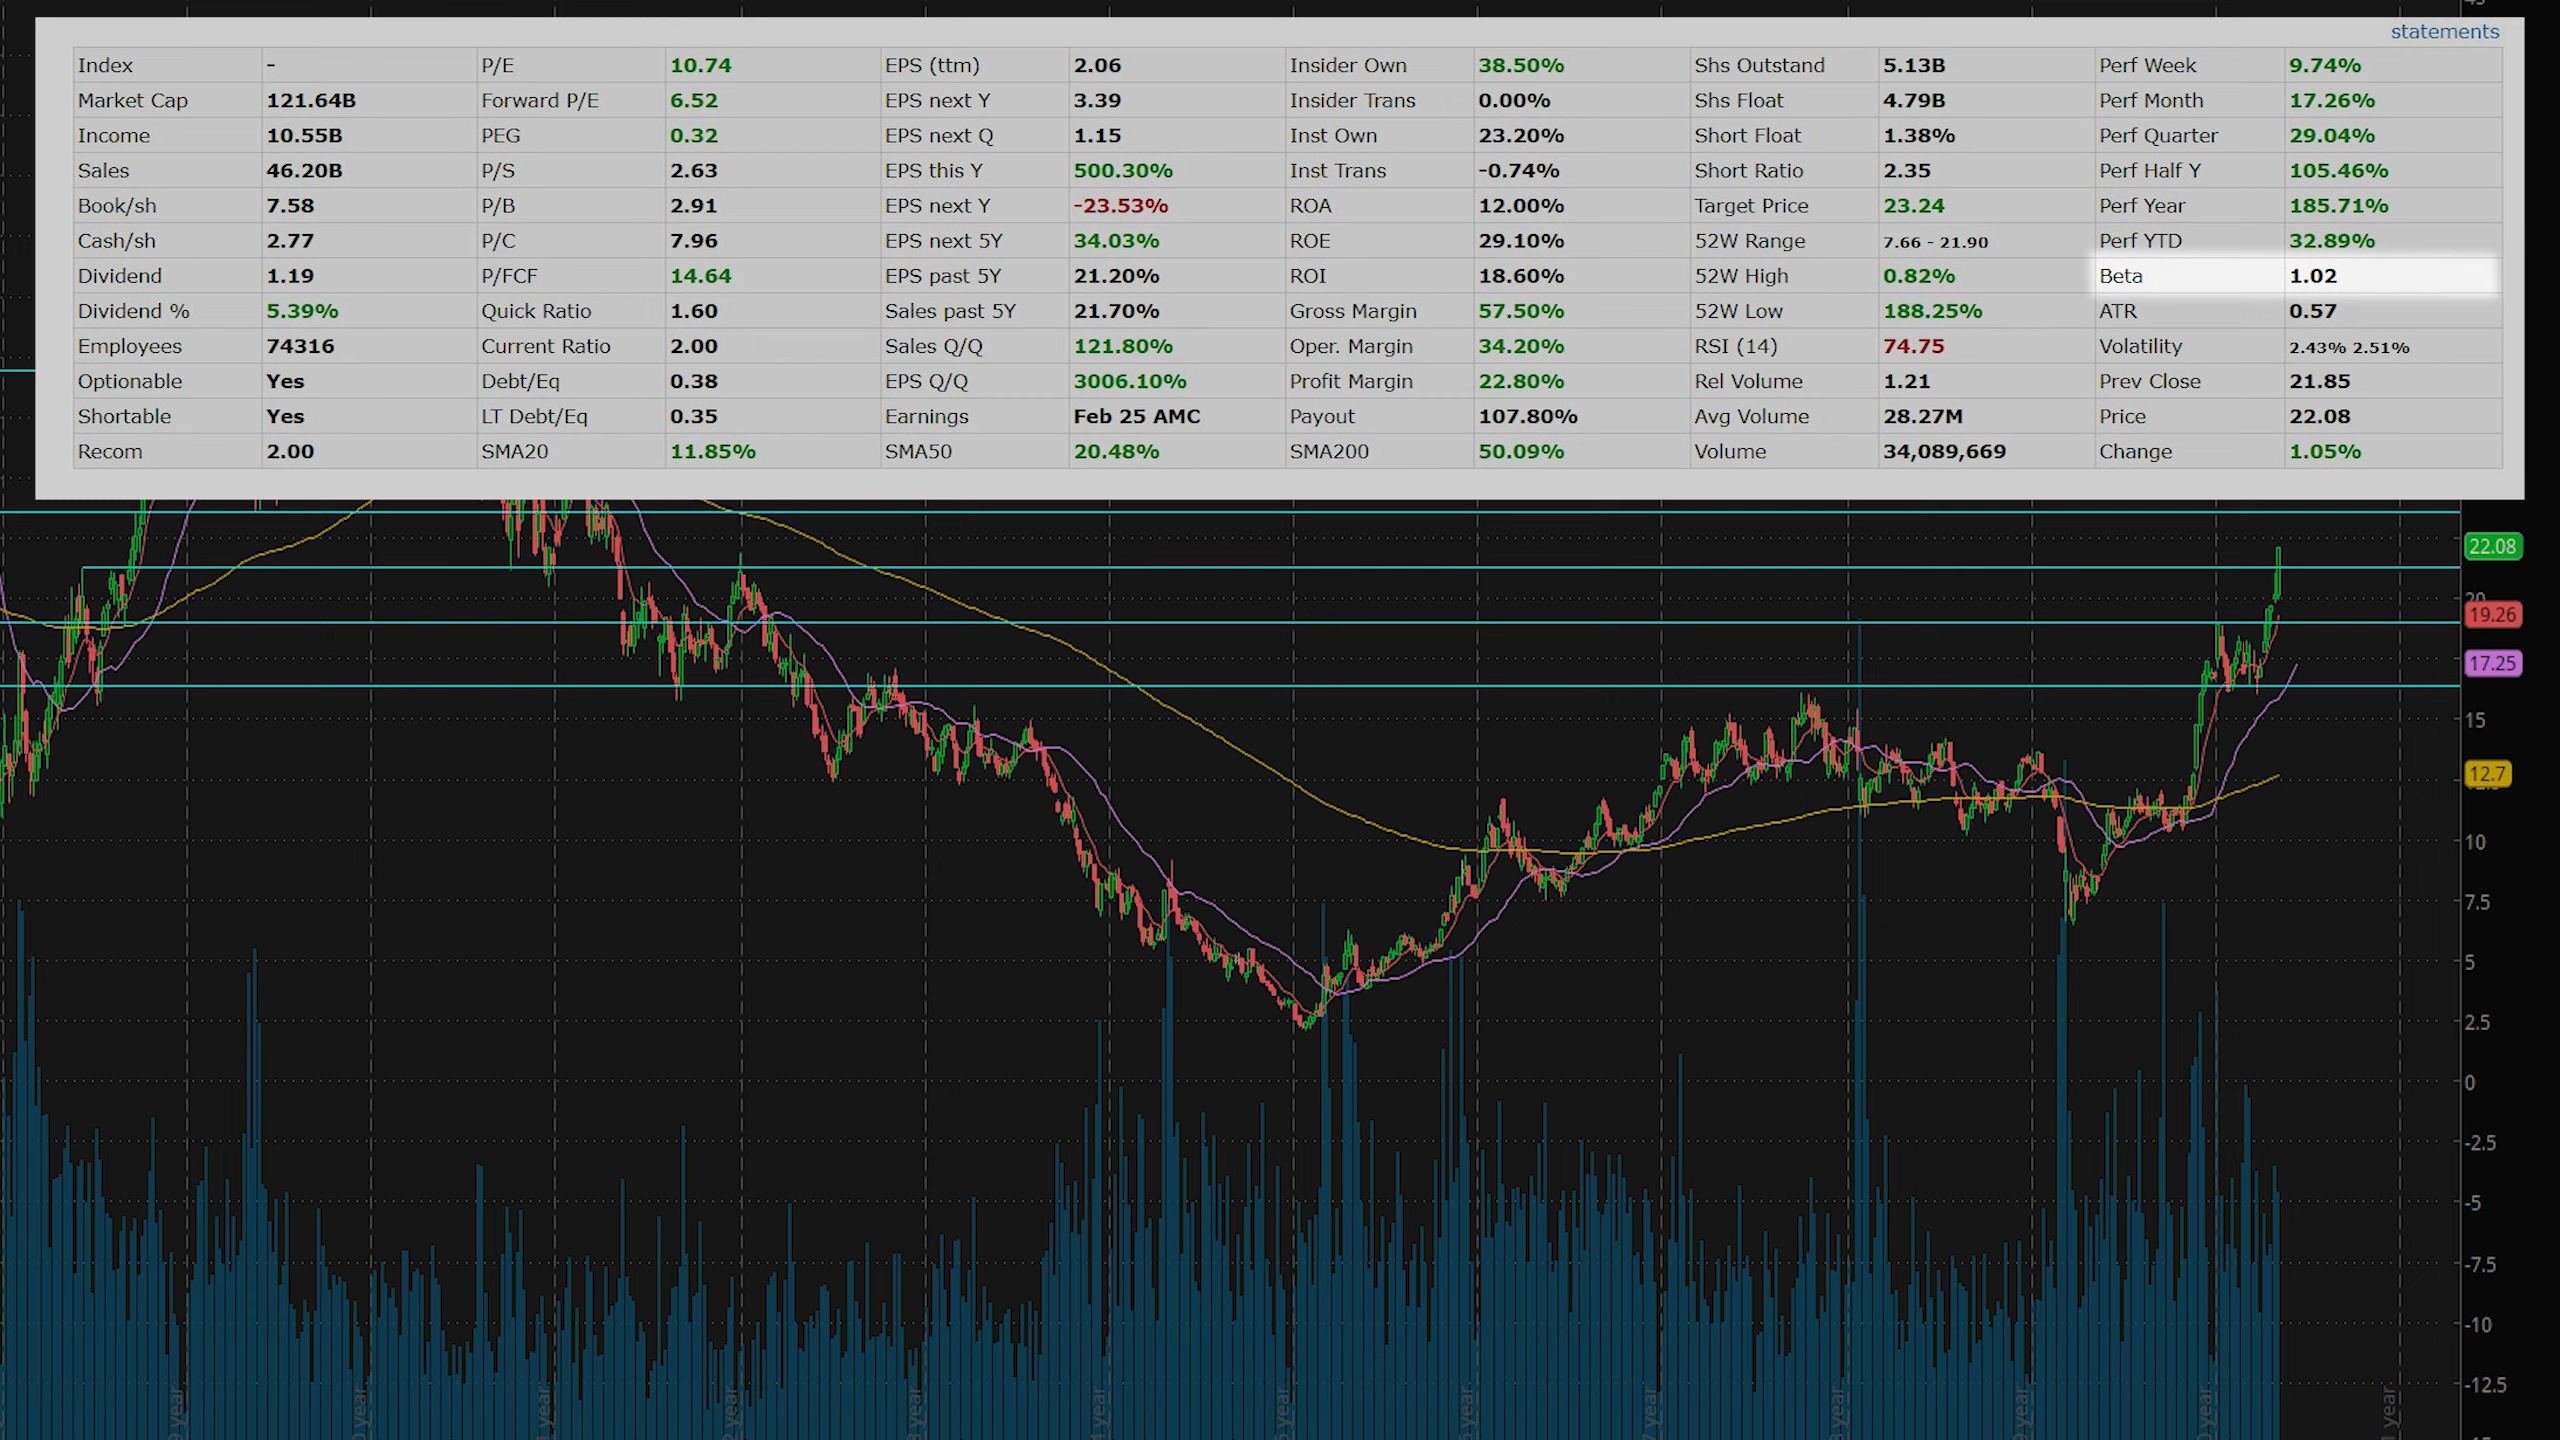 statements
Index - P/E 10.74 EPS (ttm) 2.06 Insider Own 38.50% Shs Outstand 5.13B Perf Week 9.74%
Market Cap 121.64B Forward P/E 6.52 EPS next Y 3.39 Insider Trans 0.00% Shs Float 4.79B Perf Month 17.26%
Income 10.55B PEG 0.32 EPS next Q 1.15 Inst Own 23.20% Short Float 1.38% Perf Quarter 29.04%
Sales 46.20B P/S 2.63 EPS this Y 500.30% Inst Trans -0.74% Short Ratio 2.35 Perf Half Y 105.46%
Book/sh 7.58 P/B 2.91 EPS next Y -23.53% ROA 12.00% Target Price 23.24 Perf Year 185.71%
Cash/sh 2.77 P/C 7.96 EPS next 5Y 34.03% ROE 29.10% 52W Range 7.66 - 21.90 Perf YTD 32.89%
Dividend 1.19 P/FCF 14.64 EPS past 5Y 21.20% ROI 18.60% 52W High 0.82% Beta 1.02
Dividend % 5.39% Quick Ratio 1.60 Sales past 5Y 21.70% Gross Margin 57.50% 52W Low 188.25% ATR 0.57
Employees 74316 Current Ratio 2.00 Sales Q/Q 121.80% Oper. Margin 34.20% RSI (14) 74.75 Volatility 2.43% 2.51%
Optionable Yes Debt/Eq 0.38 EPS Q/Q 3006.10% Profit Margin 22.80% Rel Volume 1.21 Prev Close 21.85
Shortable Yes LT Debt/Eq 0.35 Earnings Feb 25 AMC Payout 107.80% Avg Volume 28.27M Price 22.08
Recom 2.00 SMA20 11.85% SMA50 20.48% SMA200 50.09% Volume 34,089,669 Change 1.05%
22.08
19.26
17.25
15
12.7
10
7.5
5
2.5
0
-2.5
-5
-7.5
-10
-12.5
year year year year year year year year year year year year